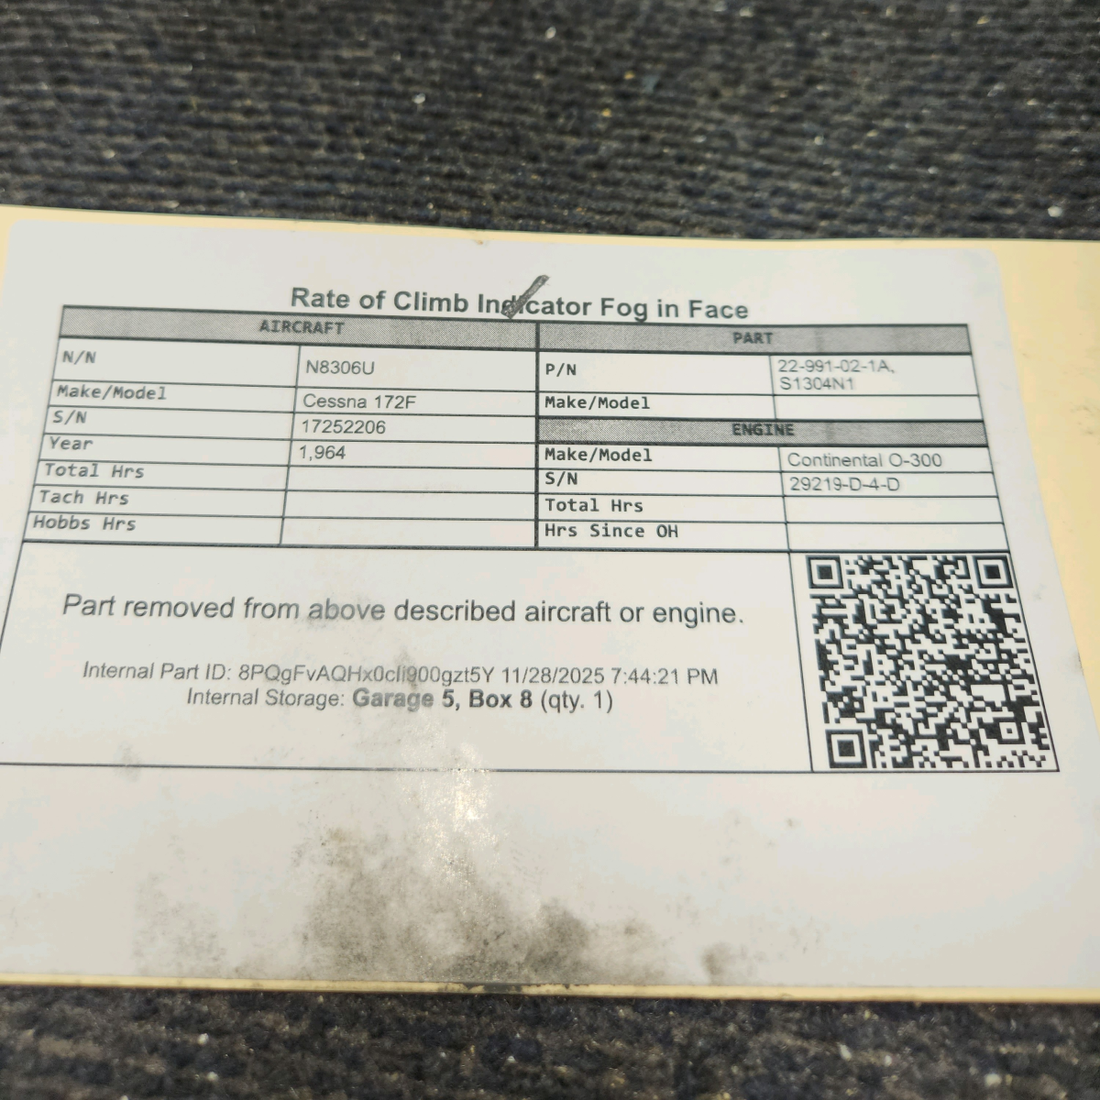 Rate of Climb Indicator Fog in Face
AIRCRAFT
N/N N8306U
Make/Model Cessna 172F
S/N 17252206
Year 1,964
Total Hrs
Tach Hrs
Hobbs Hrs
PART
P/N 22-991-02-1A,
S1304N1
Make/Model
ENGINE
Make/Model Continental O-300
S/N 29219-D-4-D
Total Hrs
Hrs Since OH
Part removed from above described aircraft or engine.
Internal Part ID: 8PQgFvAQHx0cIi900gzt5Y 11/28/2025 7:44:21 PM
Internal Storage: Garage 5, Box 8 (qty. 1)